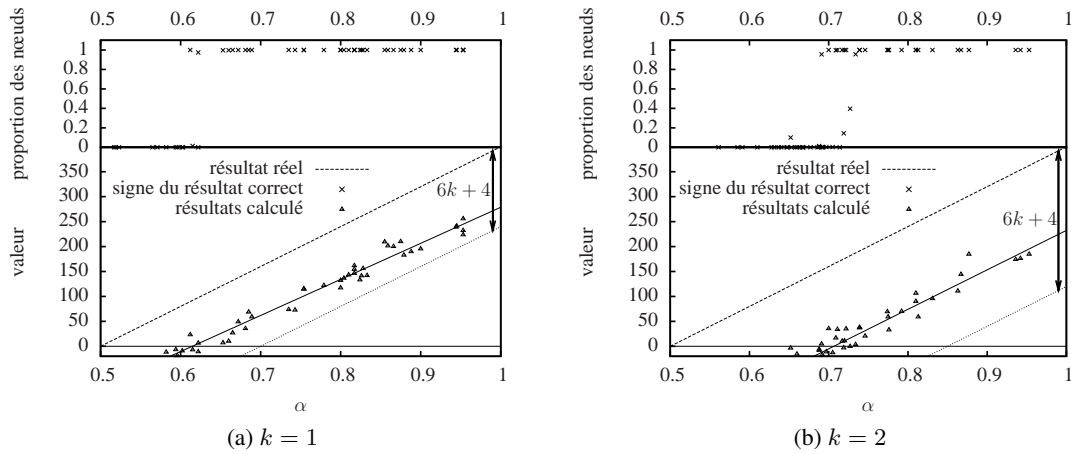 0.5 0.6 0.7 0.8 0.9 1
proportion des nœuds
1
0.8
0.6
0.4
0.2
0
valeur
350
300
250
200
150
100
50
0
résultat réel
signe du résultat correct
résultats calculé
6k + 4
0.5 0.6 0.7 0.8 0.9 1
α
(a) k = 1
0.5 0.6 0.7 0.8 0.9 1
proportion des nœuds
1
0.8
0.6
0.4
0.2
0
valeur
350
300
250
200
150
100
50
0
résultat réel
signe du résultat correct
résultats calculé
6k + 4
0.5 0.6 0.7 0.8 0.9 1
α
(b) k = 2